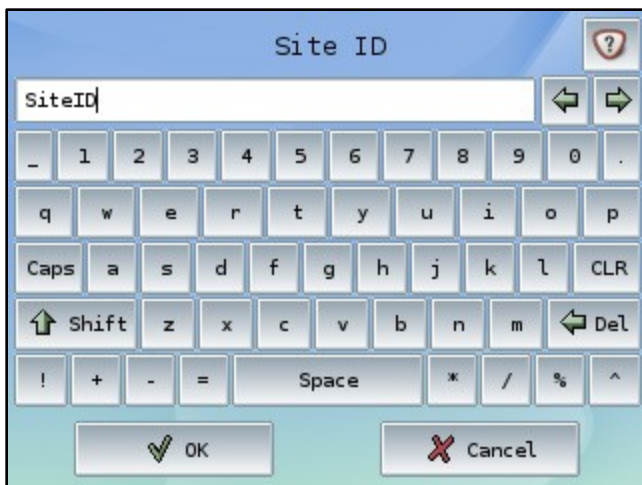 Site ID ?
SiteID
_ 1 2 3 4 5 6 7 8 9 0 .
q w e r t y u i o p
Caps a s d f g h j k l CLR
Shift z x c v b n m Del
! + - = Space * / % ^
OK Cancel